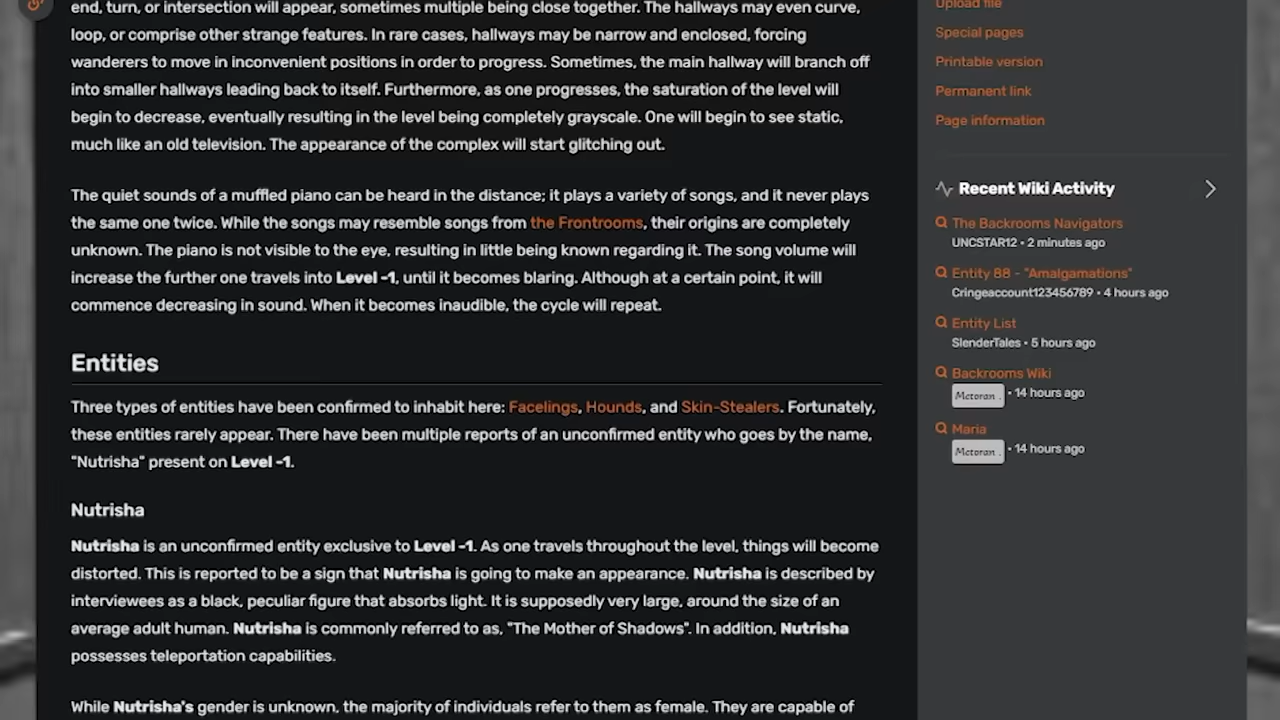 end, turn, or intersection will appear, sometimes multiple being close together. The hallways may even curve,
loop, or comprise other strange features. In rare cases, hallways may be narrow and enclosed, forcing
wanderers to move in inconvenient positions in order to progress. Sometimes, the main hallway will branch off
into smaller hallways leading back to itself. Furthermore, as one progresses, the saturation of the level will
begin to decrease, eventually resulting in the level being completely grayscale. One will begin to see static,
much like an old television. The appearance of the complex will start glitching out.
The quiet sounds of a muffled piano can be heard in the distance; it plays a variety of songs, and it never plays
the same one twice. While the songs may resemble songs from the Frontrooms, their origins are completely
unknown. The piano is not visible to the eye, resulting in little being known regarding it. The song volume will
increase the further one travels into Level -1, until it becomes blaring. Although at a certain point, it will
commence decreasing in sound. When it becomes inaudible, the cycle will repeat.
Entities
Three types of entities have been confirmed to inhabit here: Facelings, Hounds, and Skin-Stealers. Fortunately,
these entities rarely appear. There have been multiple reports of an unconfirmed entity who goes by the name,
"Nutrisha" present on Level -1.
Nutrisha
Nutrisha is an unconfirmed entity exclusive to Level -1. As one travels throughout the level, things will become
distorted. This is reported to be a sign that Nutrisha is going to make an appearance. Nutrisha is described by
interviewees as a black, peculiar figure that absorbs light. It is supposedly very large, around the size of an
average adult human. Nutrisha is commonly referred to as, "The Mother of Shadows". In addition, Nutrisha
possesses teleportation capabilities.
While Nutrisha's gender is unknown, the majority of individuals refer to them as female. They are capable of
Upload file
Special pages
Printable version
Permanent link
Page information
Recent Wiki Activity
The Backrooms Navigators
UNCSTAR12 • 2 minutes ago
Entity 88 - "Amalgamations"
Cringeaccount123456789 • 4 hours ago
Entity List
SlenderTales • 5 hours ago
Backrooms Wiki
Metoran . • 14 hours ago
Maria
Metoran . • 14 hours ago